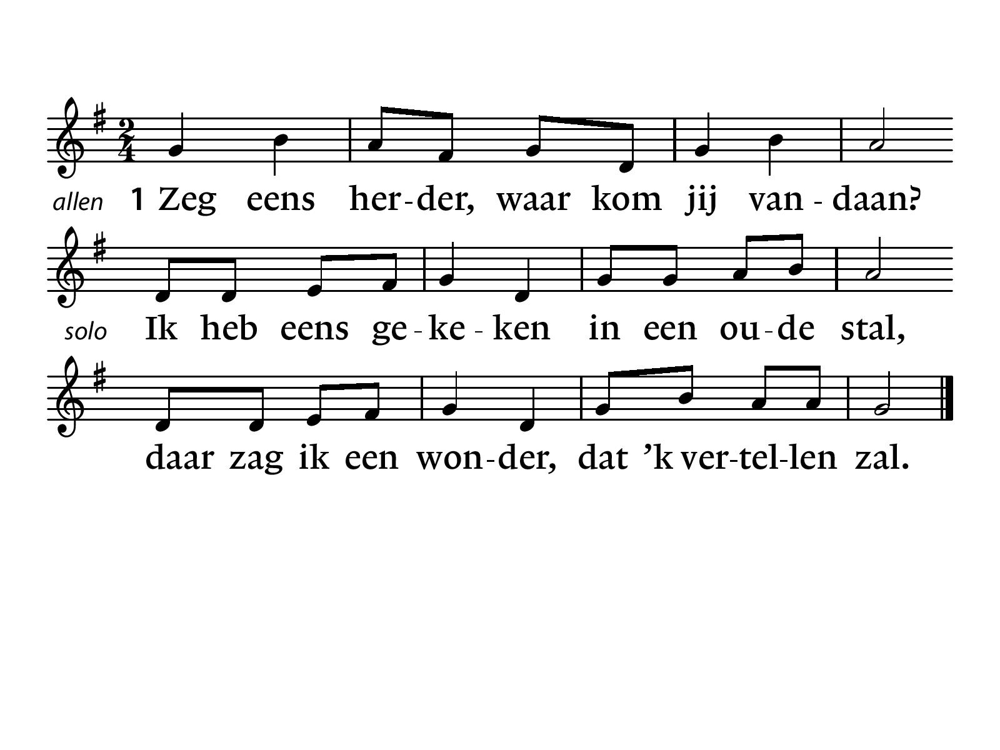 allen 1 Zeg eens her-der, waar kom jij van-daan?
solo Ik heb eens ge-ke-ken in een ou-de stal,
daar zag ik een won-der, dat ’k ver-tel-len zal.